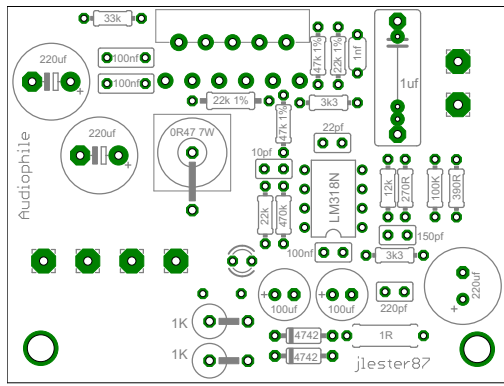 33k
220uf
+
100nf
100nf
47k 1%
22k 1%
1nf
1uf
22k 1%
3k3
220uf
+
0R47 7W
47k 1%
22pf
10pf
Audiophile
LM318N
12k
270R
100R
390R
22k
470k
150pf
100nf
3k3
220uf
+
+
100uf
+
100uf
220pf
1K
4742
1R
1K
4742
jlester87